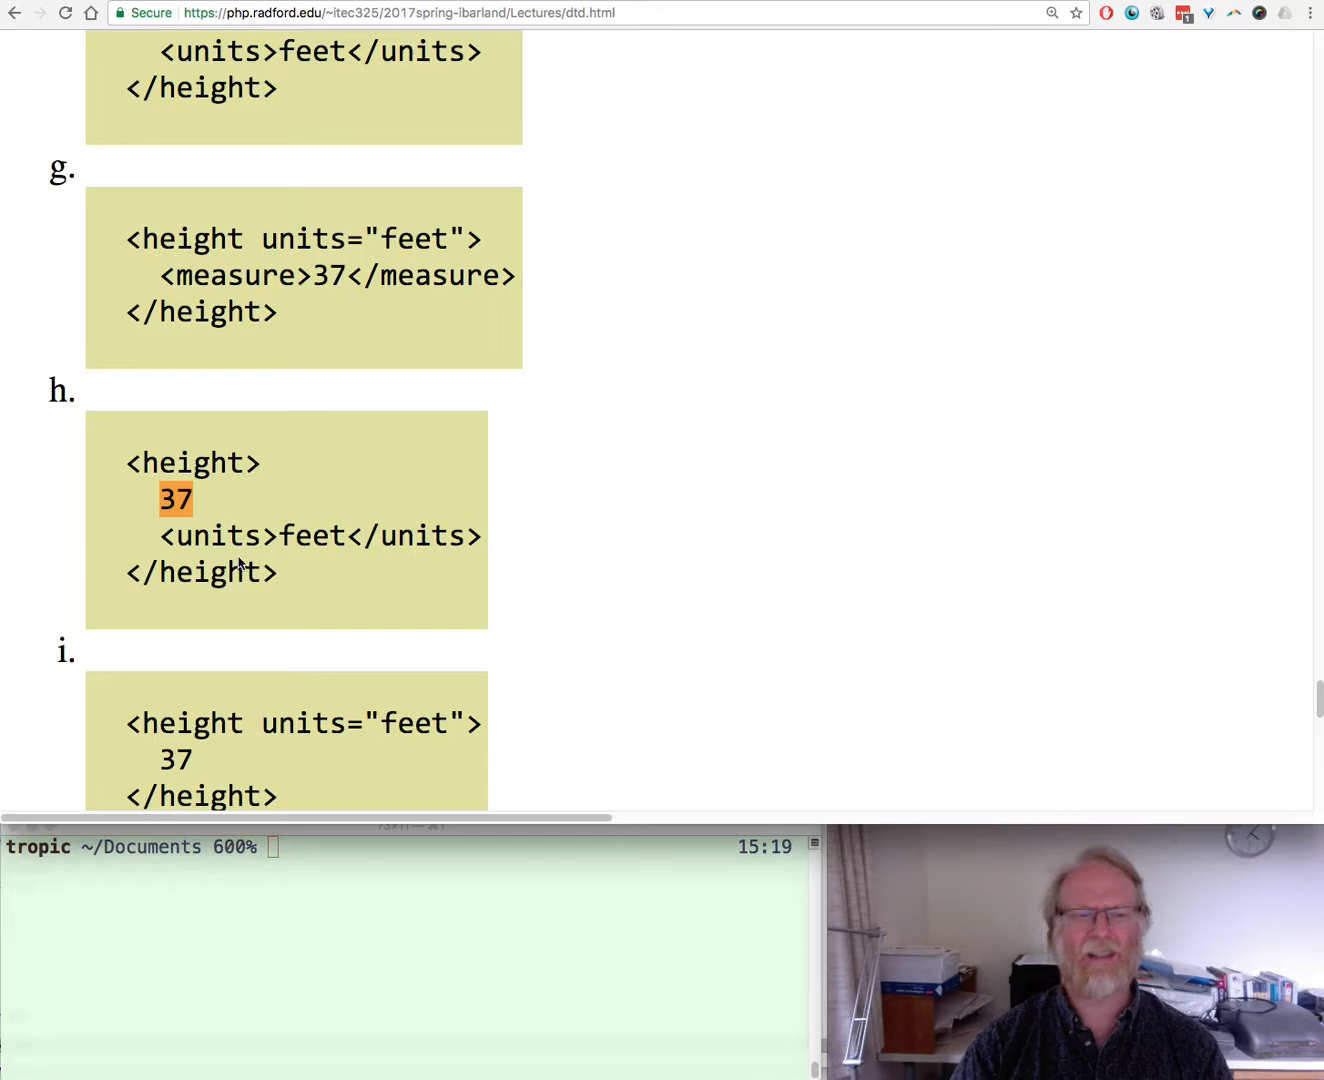 Secure https://php.radford.edu/~itec325/2017spring-ibarland/Lectures/dtd.html
1
<units>feet</units>
</height>
g.
<height units="feet">
<measure>37</measure>
</height>
h.
<height>
37
<units>feet</units>
</height>
i.
<height units="feet">
37
</height>
tropic ~/Documents 600% 15:19